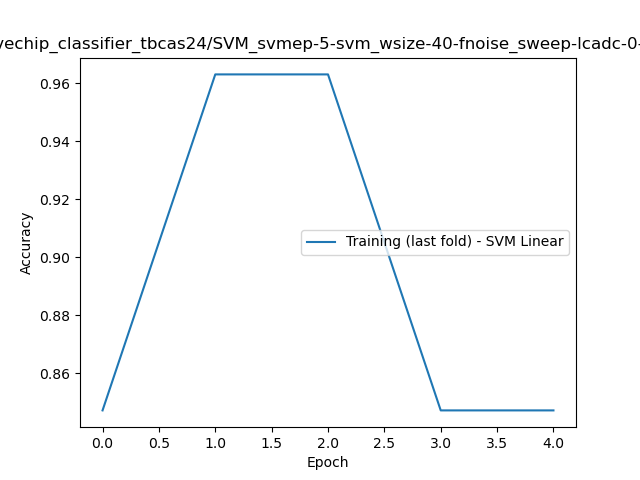 vechip_classifier_tbcas24/SVM_svmep-5-svm_wsize-40-fnoise_sweep-lcadc-0-
0.96
0.94
0.92
0.90
0.88
0.86
Accuracy
Training (last fold) - SVM Linear
0.0 0.5 1.0 1.5 2.0 2.5 3.0 3.5 4.0
Epoch